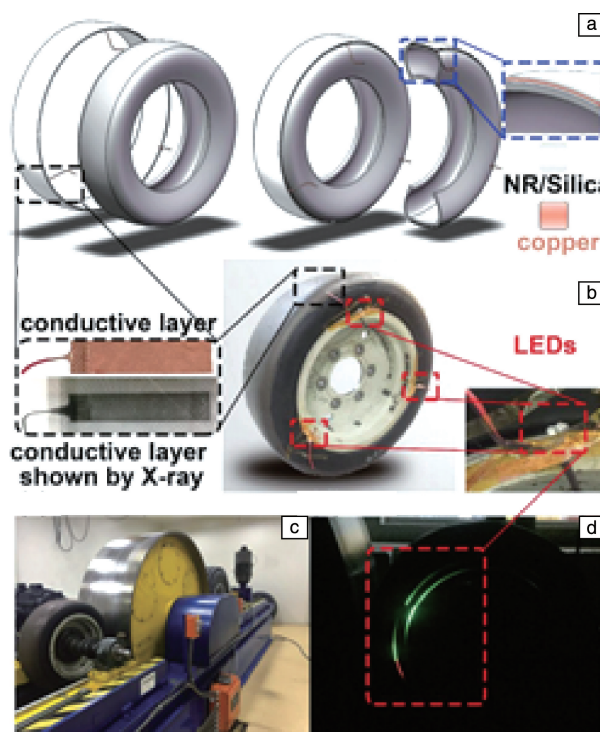 a
NR/Silica
copper
b
conductive layer
LEDs
conductive layer
shown by X-ray
c
d